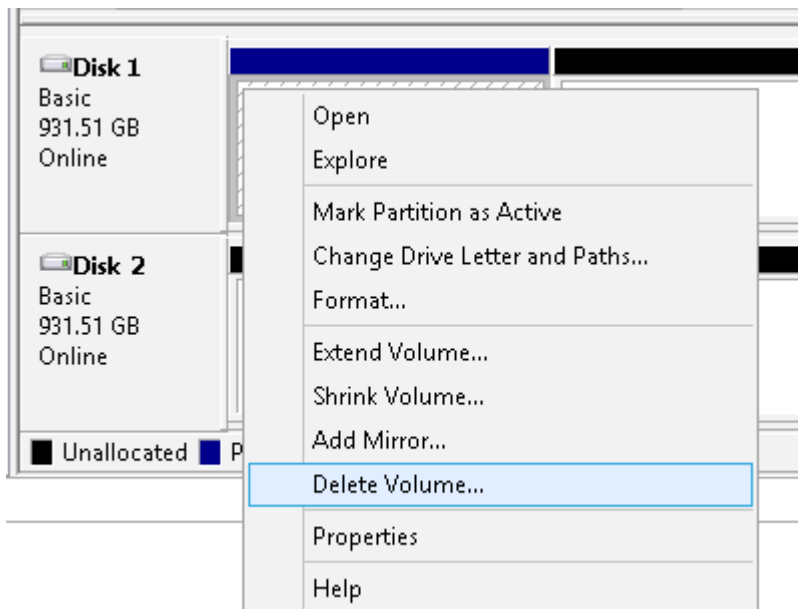 Disk 1
Basic
931.51 GB
Online
Disk 2
Basic
931.51 GB
Online
Unallocated P
Open
Explore
Mark Partition as Active
Change Drive Letter and Paths...
Format...
Extend Volume...
Shrink Volume...
Add Mirror...
Delete Volume...
Properties
Help